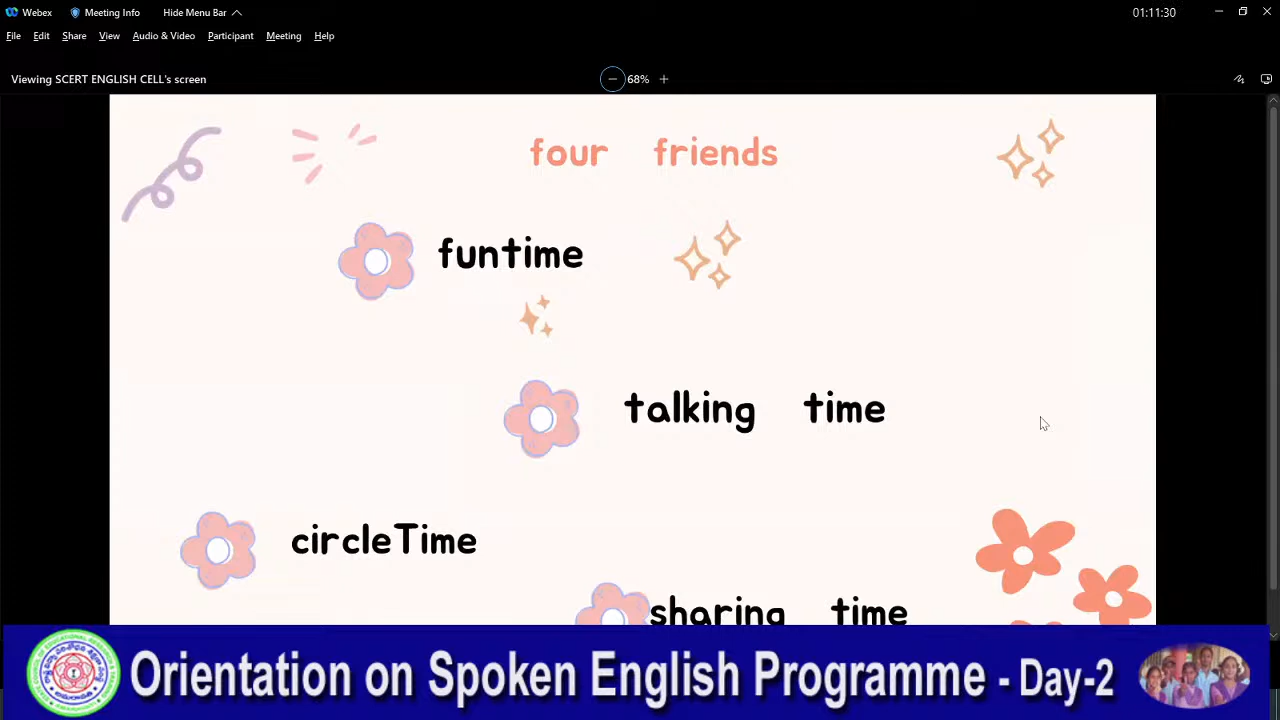 Webex Meeting Info Hide Menu Bar 01:11:30
File Edit Share View Audio & Video Participant Meeting Help
Viewing SCERT ENGLISH CELL's screen 68%
four friends
funtime
talking time
circleTime
sharing time
Orientation on Spoken English Programme - Day-2